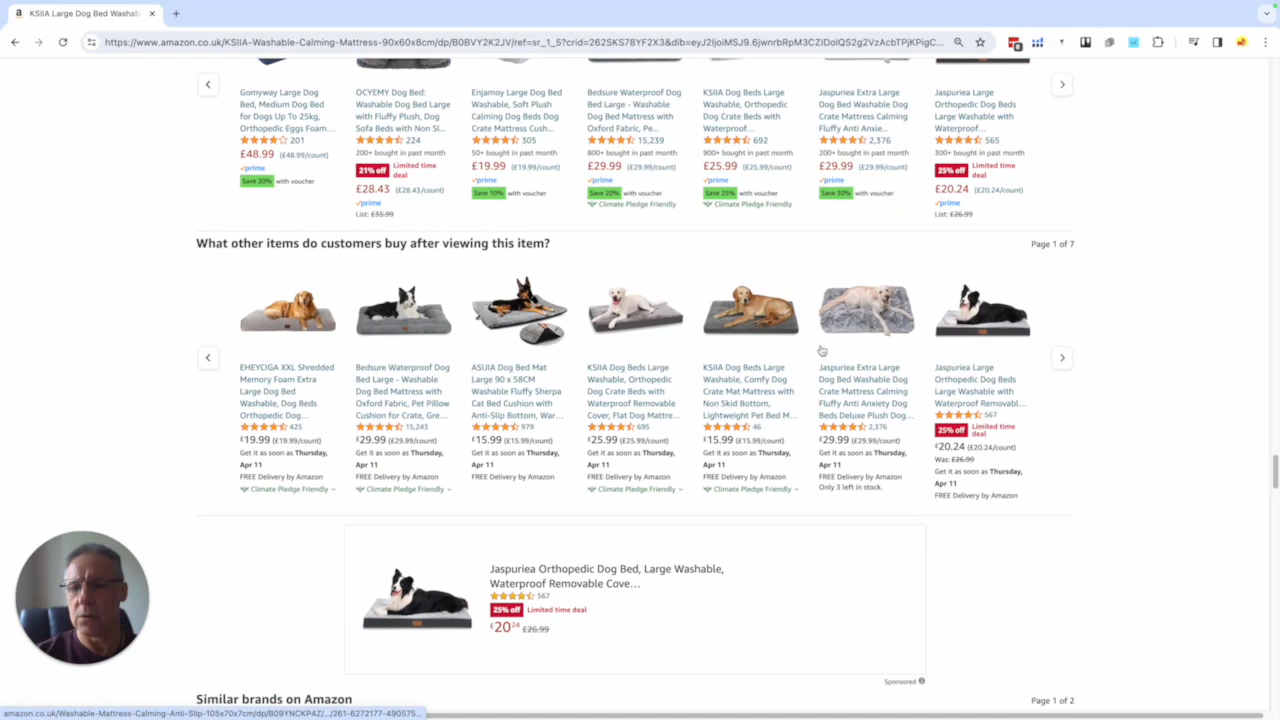 KSIIA Large Dog Bed Washab
https://www.amazon.co.uk/KSIIA-Washable-Calming-Mattress-90x60x8cm/dp/B0BVY2K2JV/ref=sr_1_5?crid=262SKS78YF2X3&dib=eyJ2IjoiMSJ9.6jwnrbRpM3CZIDolQS2g2VzAcbTPjKPigC...
Gomyway Large Dog
Bed, Medium Dog Bed
for Dogs Up To 25kg,
Orthopedic Eggs Foam...
201
£48.99 (£48.99/count)
prime
Save 20% with voucher
OCYEMY Dog Bed:
Washable Dog Bed Large
with Fluffy Plush, Dog
Sofa Beds with Non Sl...
224
200+ bought in past month
21% off Limited time
deal
£28.43 (£28.43/count)
prime
List: £35.99
Enjamoy Large Dog Bed
Washable, Soft Plush
Calming Dog Beds Dog
Crate Mattress Cush...
305
50+ bought in past month
£19.99 (£19.99/count)
prime
Save 10% with voucher
Bedsure Waterproof Dog
Bed Large - Washable
Dog Bed Mattress with
Oxford Fabric, Pe...
15,239
800+ bought in past month
£29.99 (£29.99/count)
prime
Save 20% with voucher
Climate Pledge Friendly
KSIIA Dog Beds Large
Washable, Orthopedic
Dog Crate Beds with
Waterproof...
692
900+ bought in past month
£25.99 (£25.99/count)
prime
Save 25% with voucher
Climate Pledge Friendly
Jaspuriea Extra Large
Dog Bed Washable Dog
Crate Mattress Calming
Fluffy Anti Anxie...
2,376
200+ bought in past month
£29.99 (£29.99/count)
prime
Save 30% with voucher
Jaspuriea Large
Orthopedic Dog Beds
Large Washable with
Waterproof...
565
300+ bought in past month
25% off Limited time
deal
£20.24 (£20.24/count)
prime
List: £26.99
What other items do customers buy after viewing this item?
Page 1 of 7
EHEYCIGA XXL Shredded
Memory Foam Extra
Large Dog Bed
Washable, Dog Beds
Orthopedic Dog...
425
£19.99 (£19.99/count)
Get it as soon as Thursday,
Apr 11
FREE Delivery by Amazon
Climate Pledge Friendly
Bedsure Waterproof Dog
Bed Large - Washable
Dog Bed Mattress with
Oxford Fabric, Pet Pillow
Cushion for Crate, Gre...
15,243
£29.99 (£29.99/count)
Get it as soon as Thursday,
Apr 11
FREE Delivery by Amazon
Climate Pledge Friendly
ASIJIA Dog Bed Mat
Large 90 x 58CM
Washable Fluffy Sherpa
Cat Bed Cushion with
Anti-Slip Bottom, War...
979
£15.99 (£15.99/count)
Get it as soon as Thursday,
Apr 11
FREE Delivery by Amazon
KSIIA Dog Beds Large
Washable, Orthopedic
Dog Crate Beds with
Waterproof Removable
Cover, Flat Dog Mattre...
695
£25.99 (£25.99/count)
Get it as soon as Thursday,
Apr 11
FREE Delivery by Amazon
Climate Pledge Friendly
KSIIA Dog Beds Large
Washable, Comfy Dog
Crate Mat Mattress with
Non Skid Bottom,
Lightweight Pet Bed M...
46
£15.99 (£15.99/count)
Get it as soon as Thursday,
Apr 11
FREE Delivery by Amazon
Climate Pledge Friendly
Jaspuriea Extra Large
Dog Bed Washable Dog
Crate Mattress Calming
Fluffy Anti Anxiety Dog
Beds Deluxe Plush Dog...
2,376
£29.99 (£29.99/count)
Get it as soon as Thursday,
Apr 11
FREE Delivery by Amazon
Only 3 left in stock.
Jaspuriea Large
Orthopedic Dog Beds
Large Washable with
Waterproof Removabl...
567
25% off Limited time
deal
£20.24 (£20.24/count)
Was: £26.99
Get it as soon as Thursday,
Apr 11
FREE Delivery by Amazon
Jaspuriea Orthopedic Dog Bed, Large Washable,
Waterproof Removable Cove...
567
25% off Limited time deal
£20 24 £26.99
Sponsored
Similar brands on Amazon
Page 1 of 2
amazon.co.uk/Washable-Mattress-Calming-Anti-Slip-105x70x7cm/dp/B09YNCKP4Z/.../261-6272177-490575...